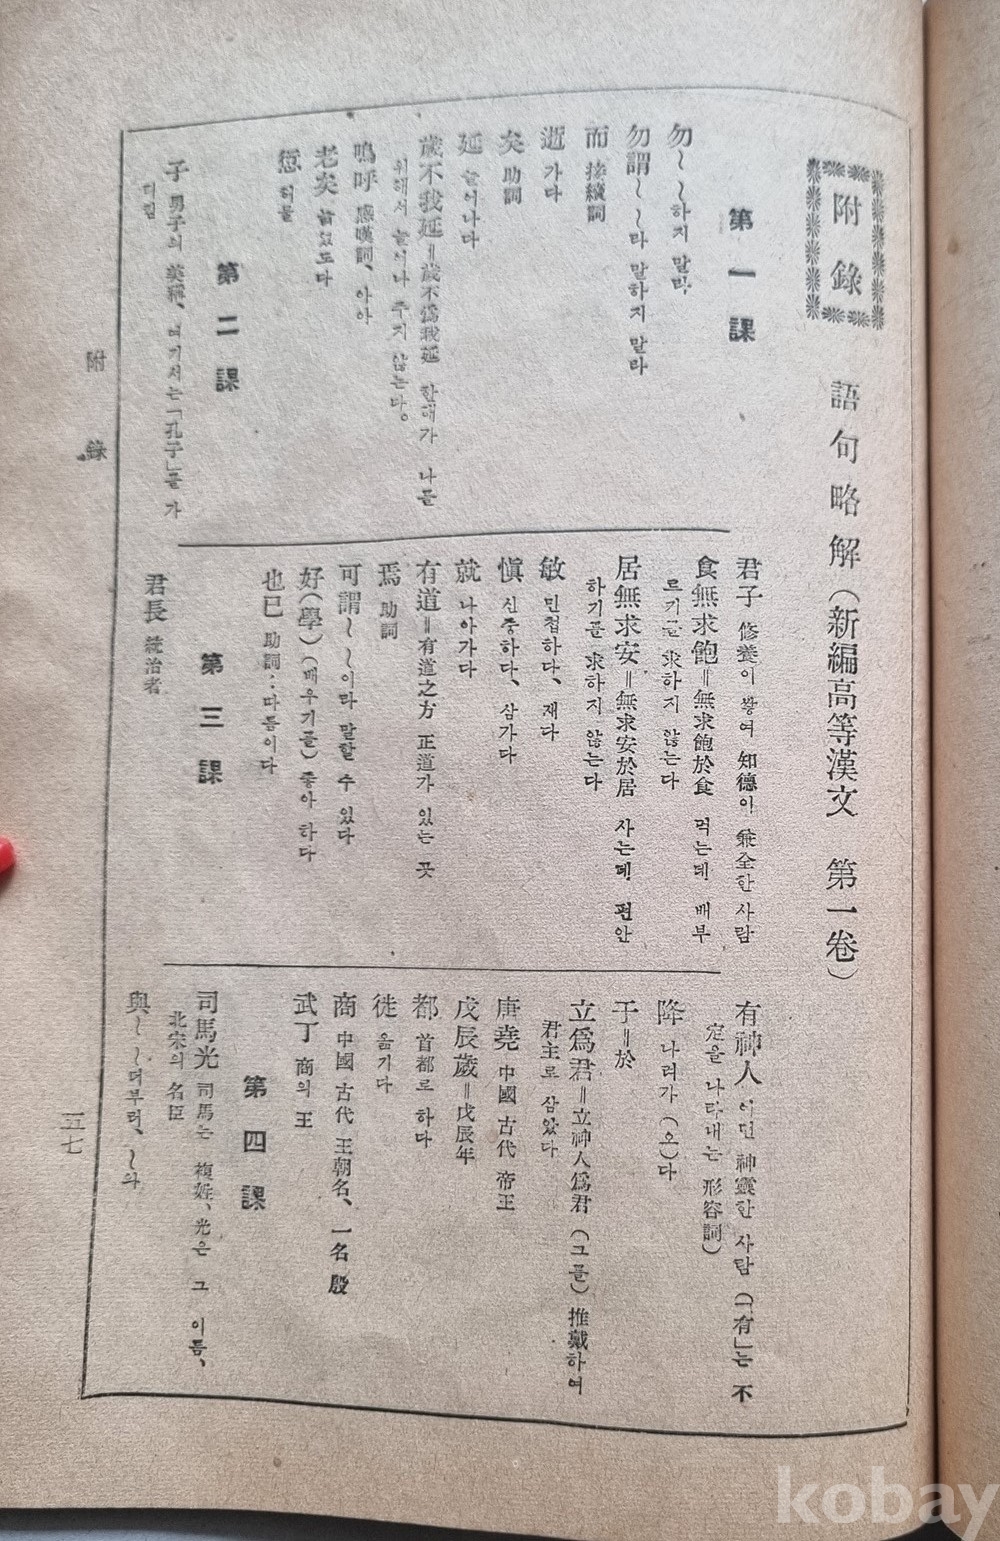 附錄 語句略解(新編高等漢文 第一卷)
第一課
勿~ ~하지 말라
勿謂~ ~라 말하지 말라
而 接續詞
逝 가다
矣 助詞
延 늘어나다
歲不我延=歲不爲我延 한해가 나를
위해서 늘어나 주지 않는다。
嗚呼 感嘆詞、아아
老矣 늙었도다
愆 허물
第二課
子 男子의 美稱、여기서는「孔子」를 가
리킴
君子 修養이 쌓여 知德이 兼全한 사람
食無求飽=無求飽於食 먹는데 배부
르기를 求하지 않는다
居無求安=無求安於居 사는데 편안
하기를 求하지 않는다
敏 민첩하다、재다
愼 신중하다、삼가다
就 나아가다
有道=有道之方 正道가 있는 곳
焉 助詞
可謂~ ~이라 말할 수 있다
好(學) (배우기를) 좋아 하다
也已 助詞··다름이다
第三課
君長 統治者
有神人 어떤 神靈한 사람(「有」는 不
定을 나타내는 形容詞)
降 나려가(오)다
于=於
立爲君=立神人爲君 (그를) 推戴하여
君主로 삼았다
唐堯 中國 古代 帝王
戊辰歲=戊辰年
都 首都로 하다
徙 옮기다
商 中國 古代 王朝名、一名 殷
武丁 商의 王
第四課
司馬光 司馬는 複姓、光은 그 이름、
北宋의 名臣
與~ ~더부러、~와
附錄
五七
kobay